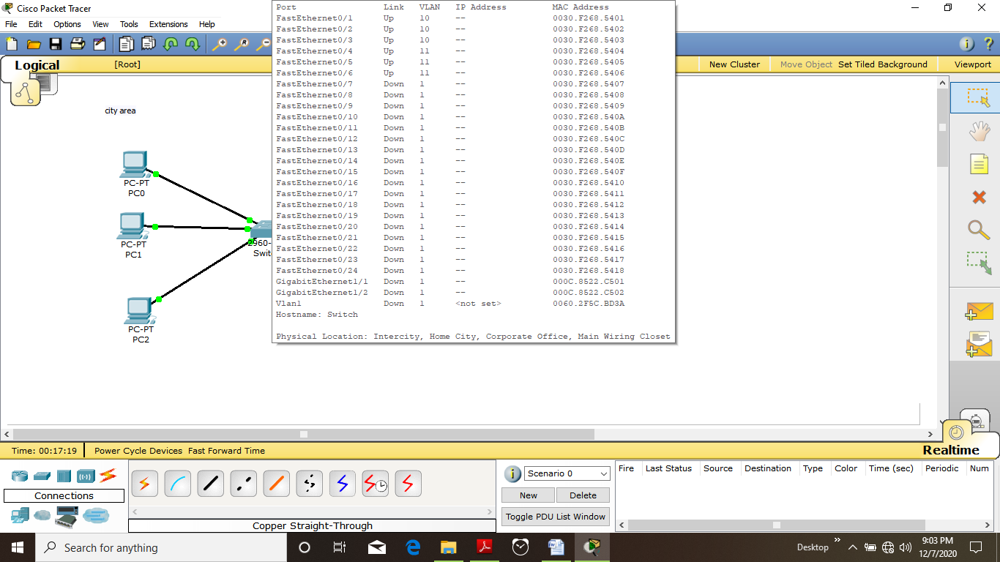 Cisco Packet Tracer
File Edit Options View Tools Extensions Help
Logical [Root] New Cluster Move Object Set Tiled Background Viewport
Port Link VLAN IP Address MAC Address
FastEthernet0/1 Up 10 -- 0030.F268.5401
FastEthernet0/2 Up 10 -- 0030.F268.5402
FastEthernet0/3 Up 10 -- 0030.F268.5403
FastEthernet0/4 Up 11 -- 0030.F268.5404
FastEthernet0/5 Up 11 -- 0030.F268.5405
FastEthernet0/6 Up 11 -- 0030.F268.5406
FastEthernet0/7 Down 1 -- 0030.F268.5407
FastEthernet0/8 Down 1 -- 0030.F268.5408
FastEthernet0/9 Down 1 -- 0030.F268.5409
FastEthernet0/10 Down 1 -- 0030.F268.540A
FastEthernet0/11 Down 1 -- 0030.F268.540B
FastEthernet0/12 Down 1 -- 0030.F268.540C
FastEthernet0/13 Down 1 -- 0030.F268.540D
FastEthernet0/14 Down 1 -- 0030.F268.540E
FastEthernet0/15 Down 1 -- 0030.F268.540F
FastEthernet0/16 Down 1 -- 0030.F268.5410
FastEthernet0/17 Down 1 -- 0030.F268.5411
FastEthernet0/18 Down 1 -- 0030.F268.5412
FastEthernet0/19 Down 1 -- 0030.F268.5413
FastEthernet0/20 Down 1 -- 0030.F268.5414
FastEthernet0/21 Down 1 -- 0030.F268.5415
FastEthernet0/22 Down 1 -- 0030.F268.5416
FastEthernet0/23 Down 1 -- 0030.F268.5417
FastEthernet0/24 Down 1 -- 0030.F268.5418
GigabitEthernet1/1 Down 1 -- 000C.8522.C501
GigabitEthernet1/2 Down 1 -- 000C.8522.C502
Vlan1 Down 1 <not set> 0060.2F5C.BD3A
Hostname: Switch
Physical Location: Intercity, Home City, Corporate Office, Main Wiring Closet
city area
PC-PT
PC0
PC-PT
PC1
2960-
Swit
PC-PT
PC2
Time: 00:17:19 Power Cycle Devices Fast Forward Time Realtime
Connections
Copper Straight-Through
Scenario 0
New Delete
Toggle PDU List Window
Fire Last Status Source Destination Type Color Time (sec) Periodic Num
Search for anything
Desktop
9:03 PM
12/7/2020